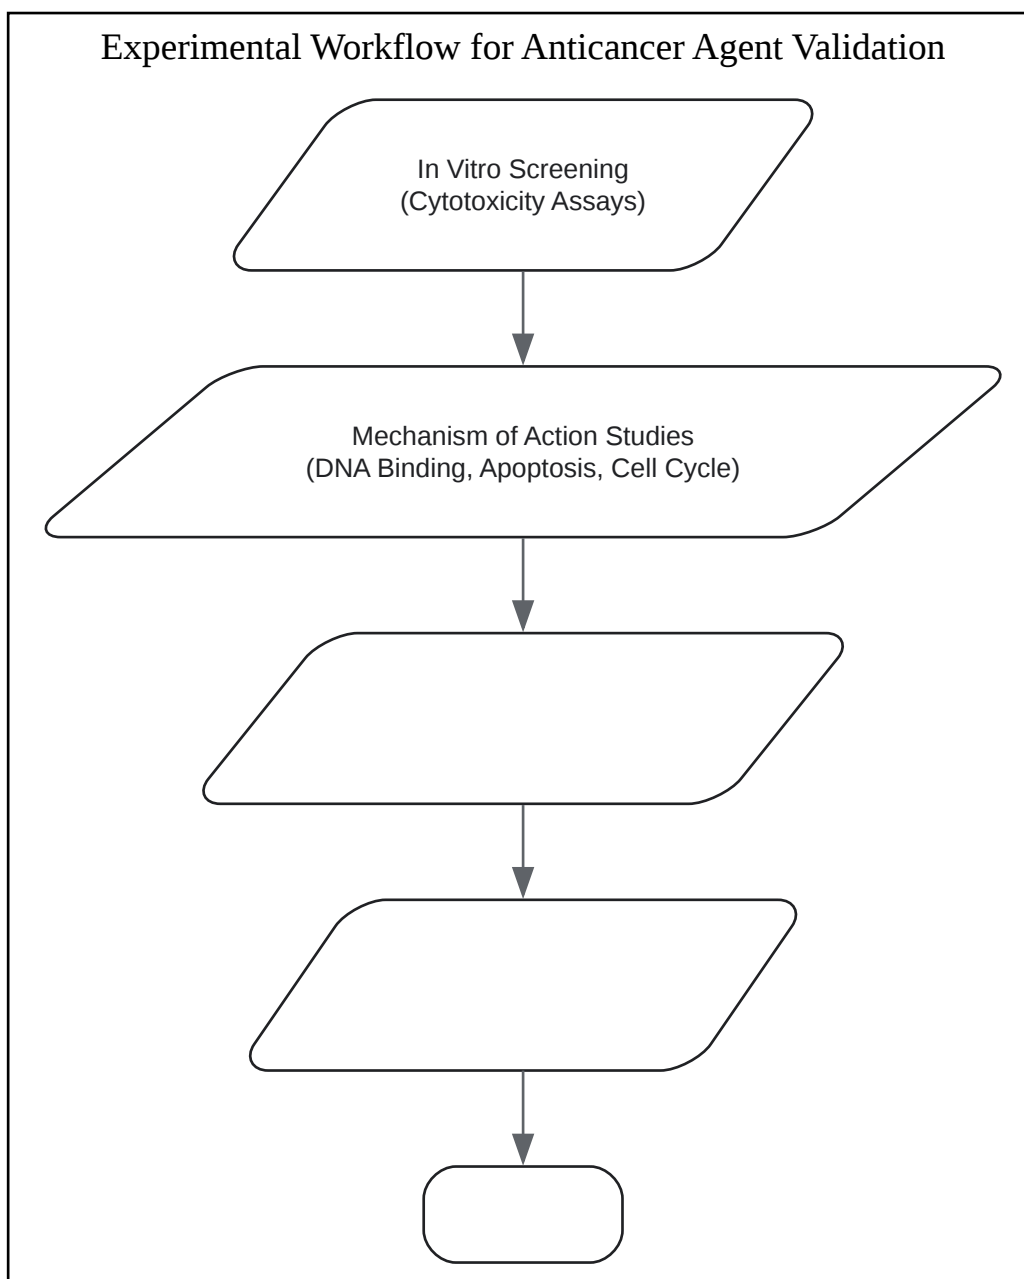 Experimental Workflow for Anticancer Agent Validation
In Vitro Screening
(Cytotoxicity Assays)
Mechanism of Action Studies
(DNA Binding, Apoptosis, Cell Cycle)